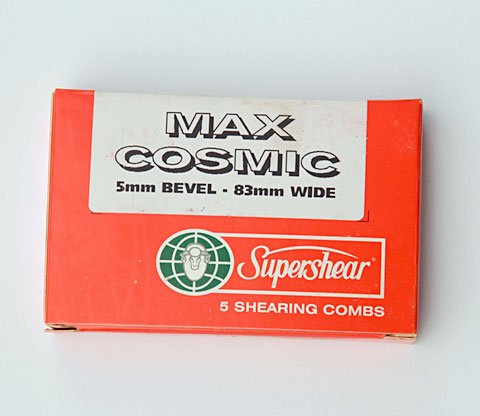 MAX
COSMIC
5mm BEVEL - 83mm WIDE
Supershear®
5 SHEARING COMBS